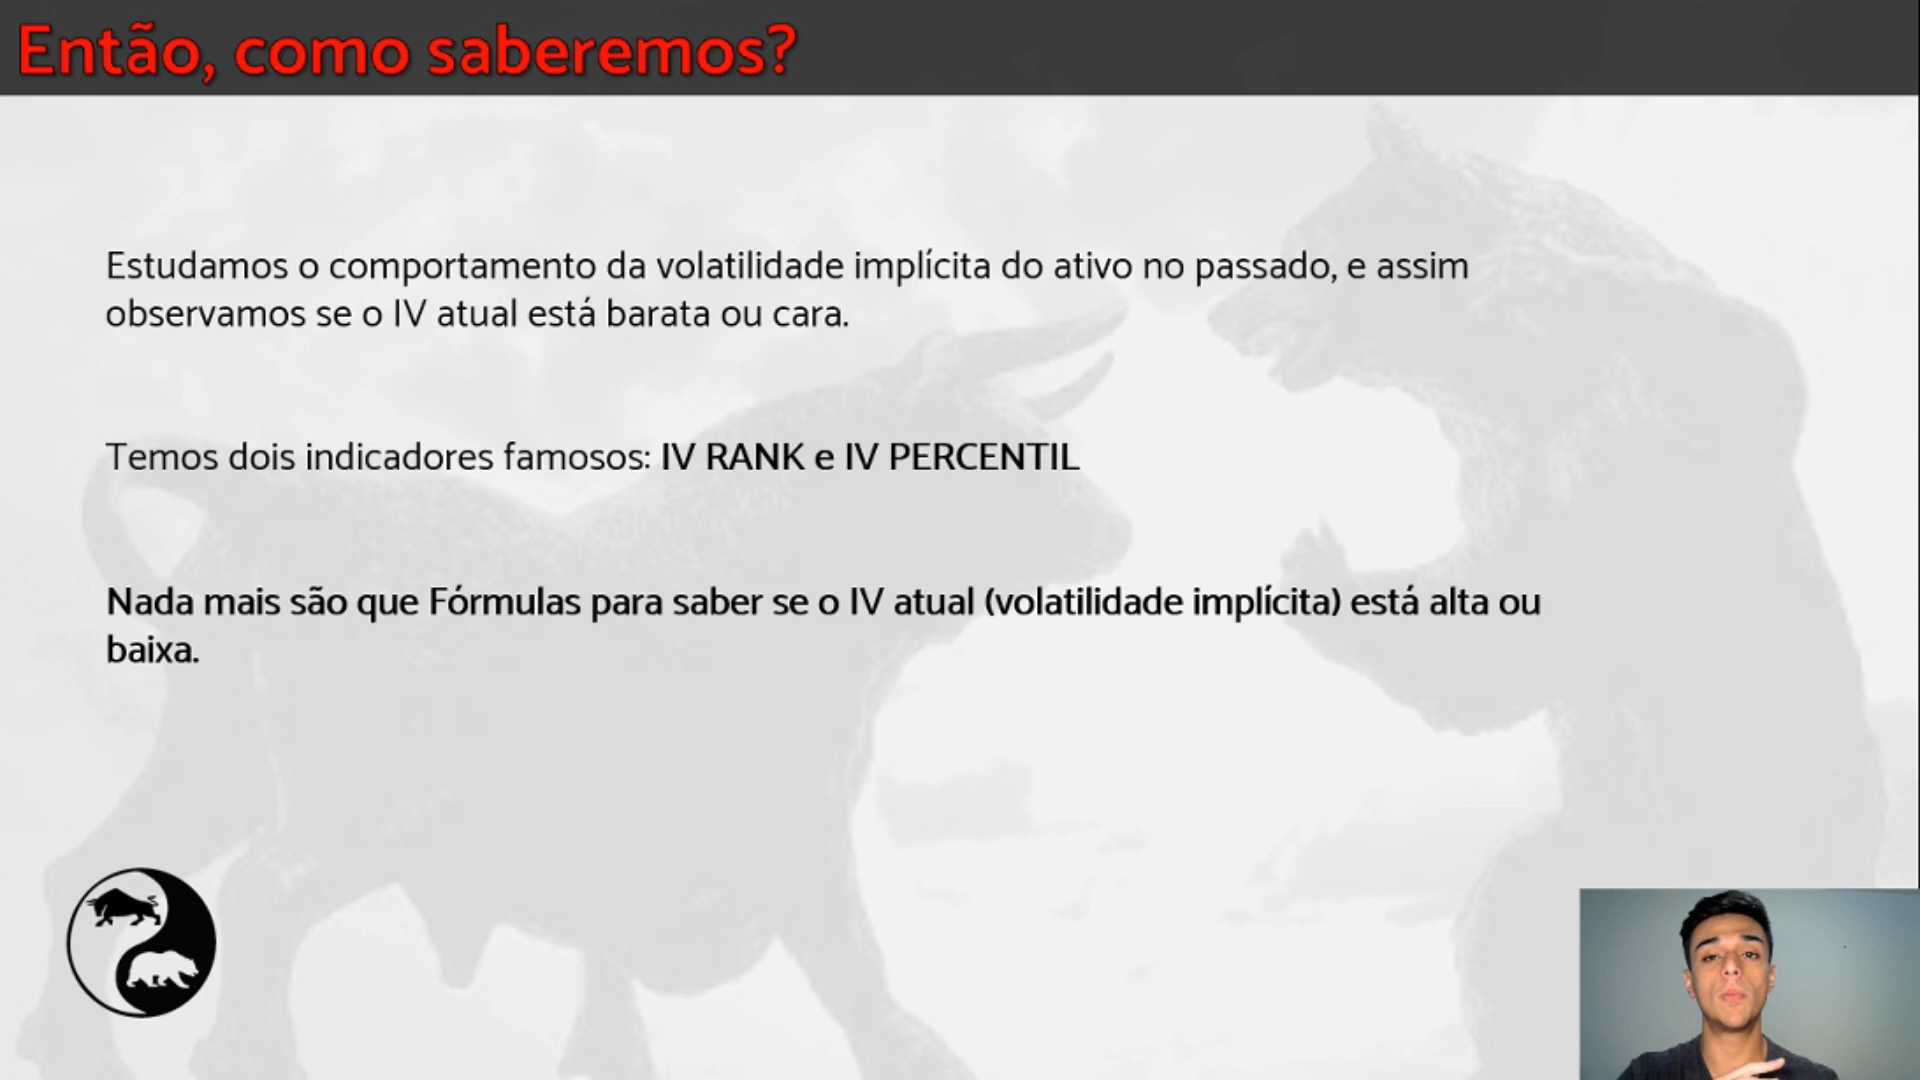 Então, como saberemos?
Estudamos o comportamento da volatilidade implícita do ativo no passado, e assim
observamos se o IV atual está barata ou cara.
Temos dois indicadores famosos: IV RANK e IV PERCENTIL
Nada mais são que Fórmulas para saber se o IV atual (volatilidade implícita) está alta ou
baixa.